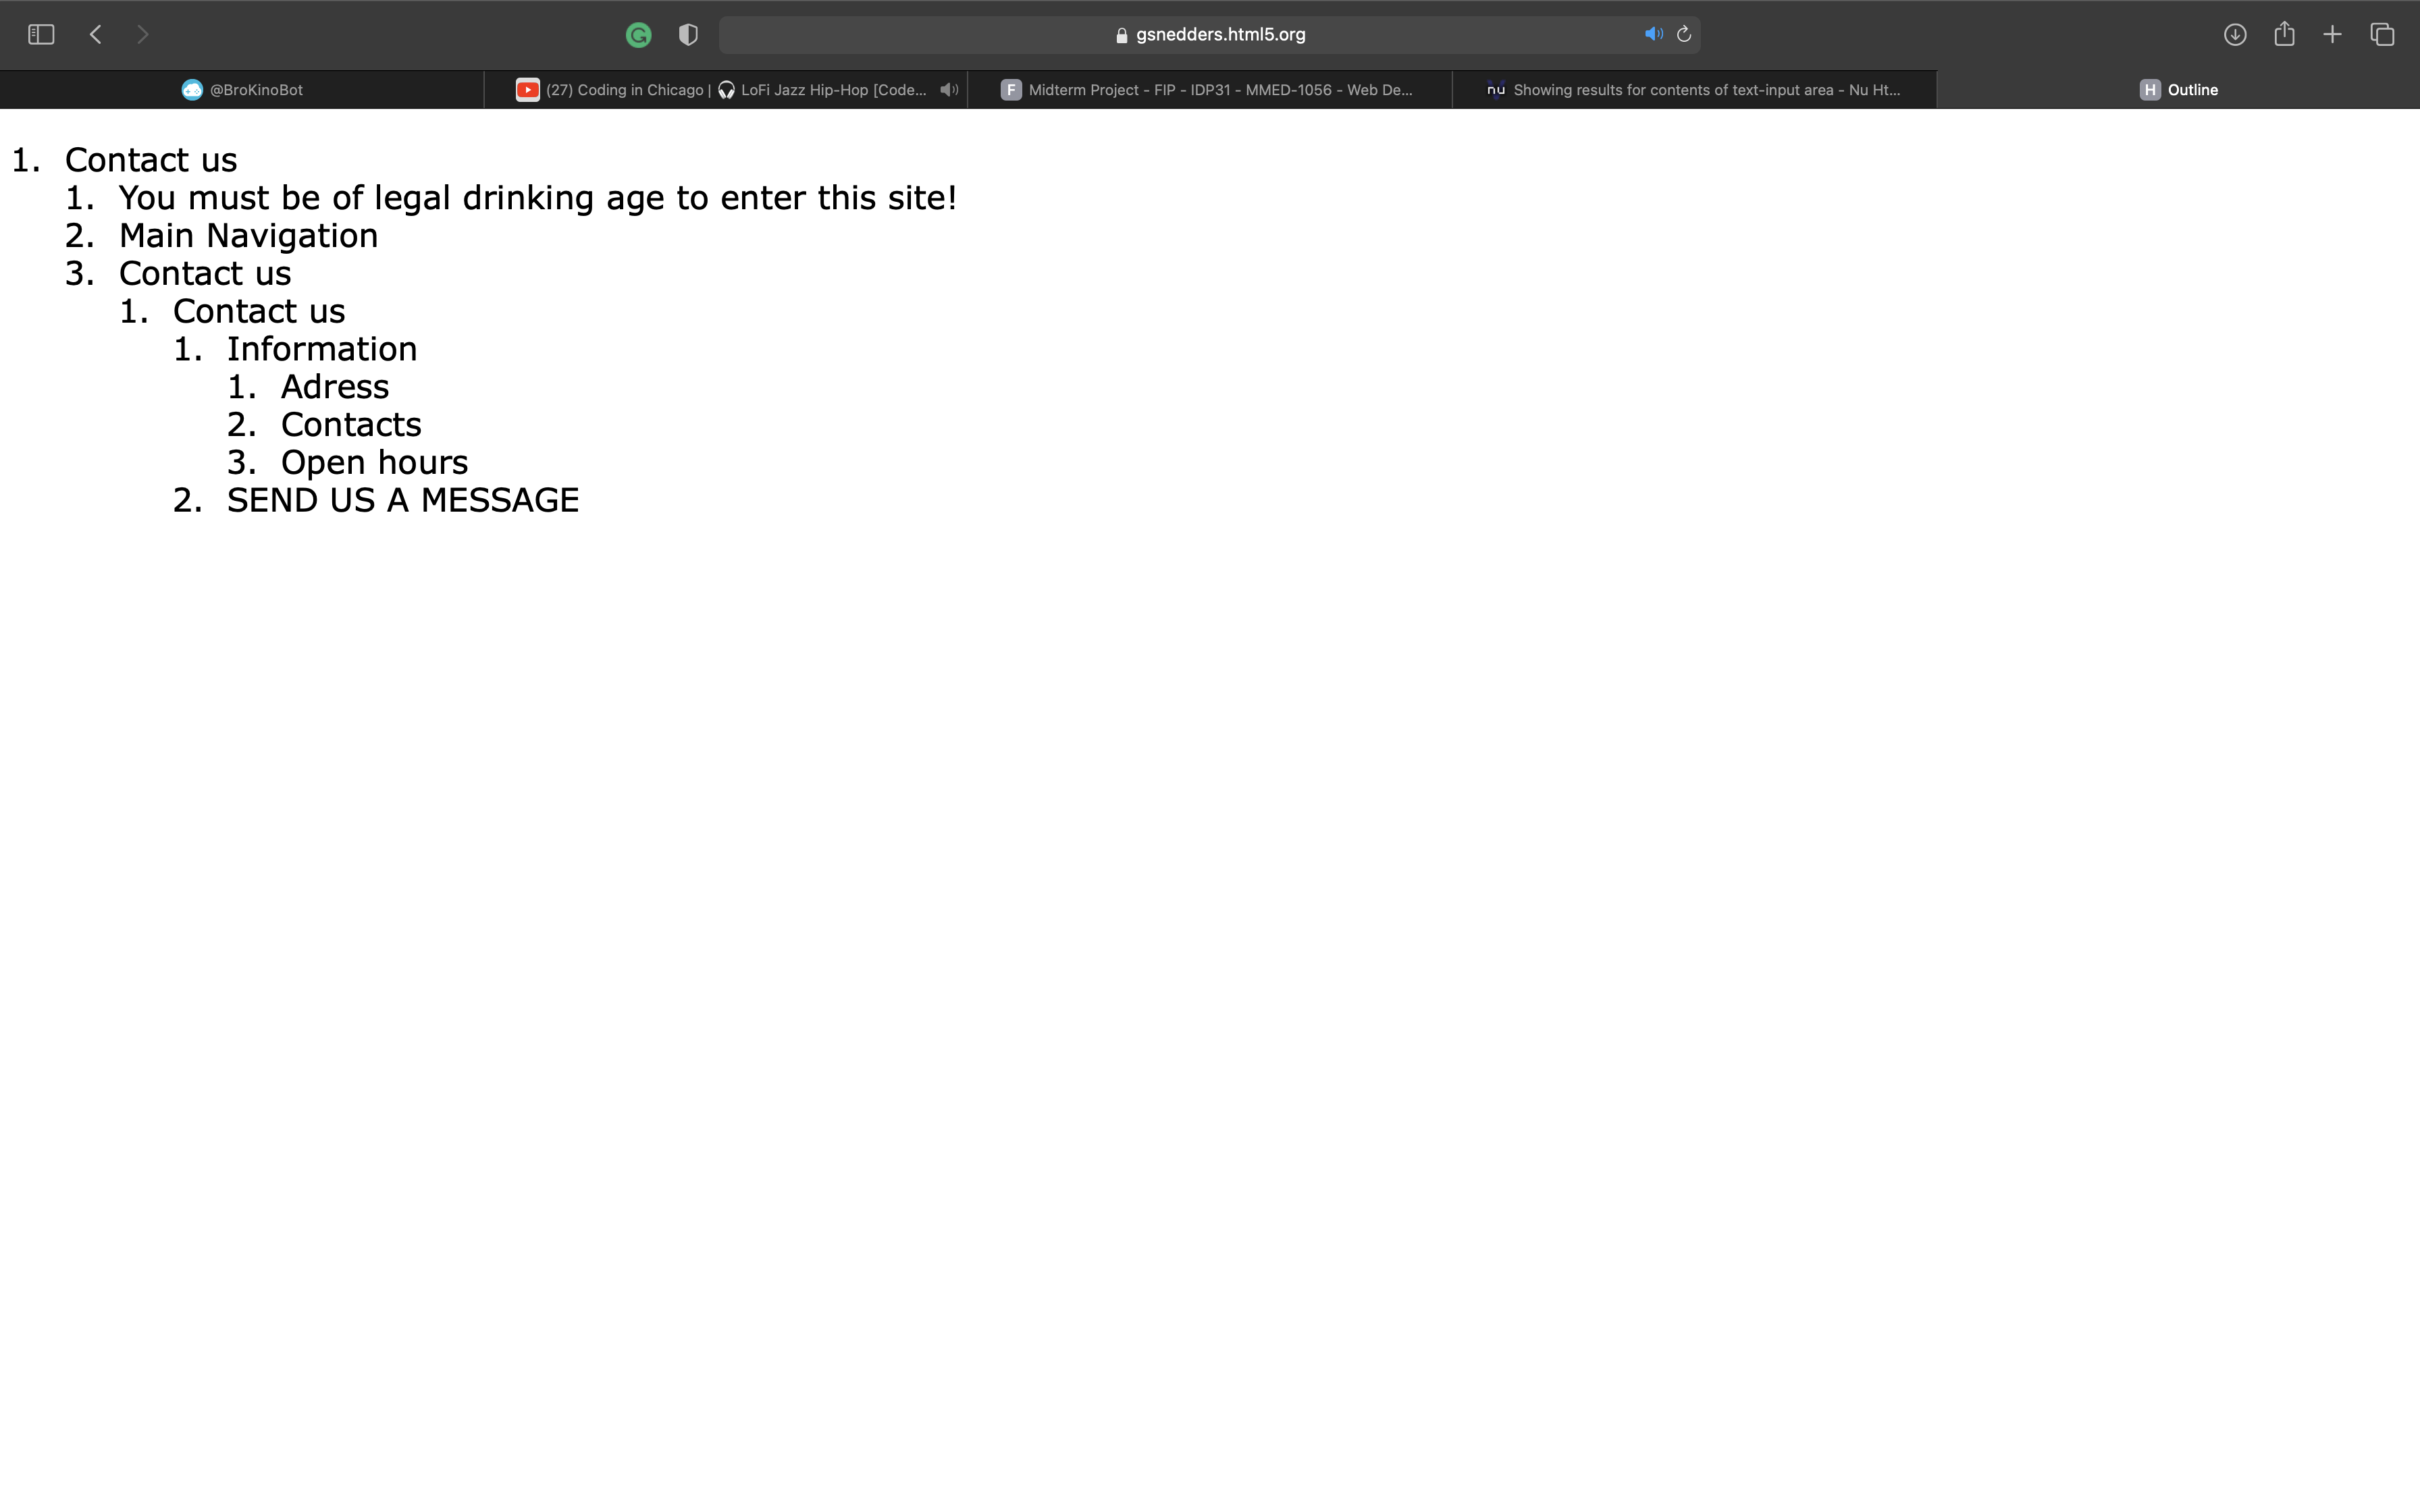 gsnedders.html5.org
@BroKinoBot
(27) Coding in Chicago | 🎧 LoFi Jazz Hip-Hop [Code...
F Midterm Project - FIP - IDP31 - MMED-1056 - Web De...
nu Showing results for contents of text-input area - Nu Ht...
H Outline
1. Contact us
1. You must be of legal drinking age to enter this site!
2. Main Navigation
3. Contact us
1. Contact us
1. Information
1. Adress
2. Contacts
3. Open hours
2. SEND US A MESSAGE